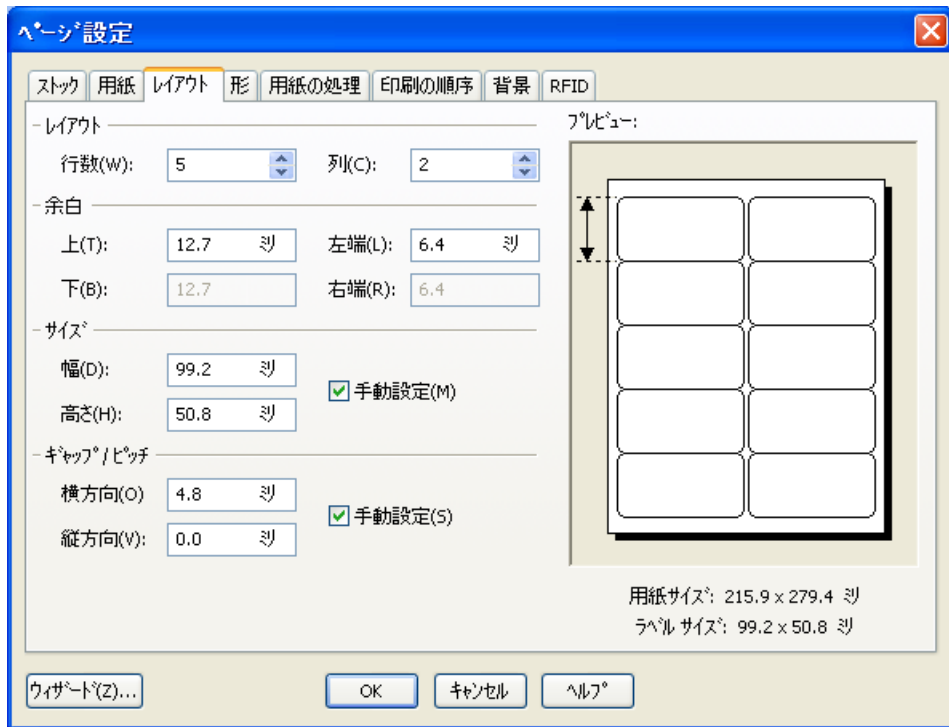 ページ設定
ストック 用紙 レイアウト 形 用紙の処理 印刷の順序 背景 RFID
レイアウト
行数(W): 5 列(C): 2
余白
上(T): 12.7 ミリ 左端(L): 6.4 ミリ
下(B): 12.7 右端(R): 6.4
サイズ
幅(D): 99.2 ミリ
手動設定(M)
高さ(H): 50.8 ミリ
ギャップ/ピッチ
横方向(O) 4.8 ミリ
手動設定(S)
縦方向(V): 0.0 ミリ
プレビュー:
用紙サイズ: 215.9 x 279.4 ミリ
ラベル サイズ: 99.2 x 50.8 ミリ
ウィザード(Z)... OK キャンセル ヘルプ